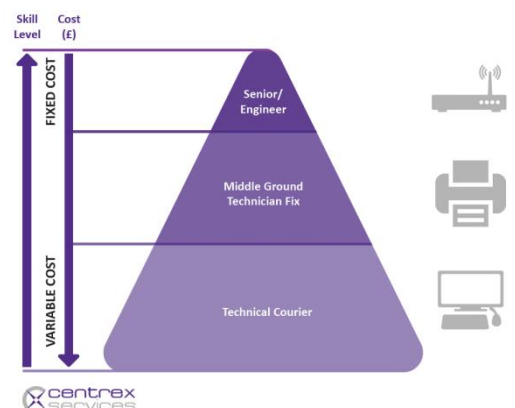 Skill
Level
Cost
(£)
FIXED COST
VARIABLE COST
Senior/
Engineer
Middle Ground
Technician Fix
Technical Courier
centrex
services